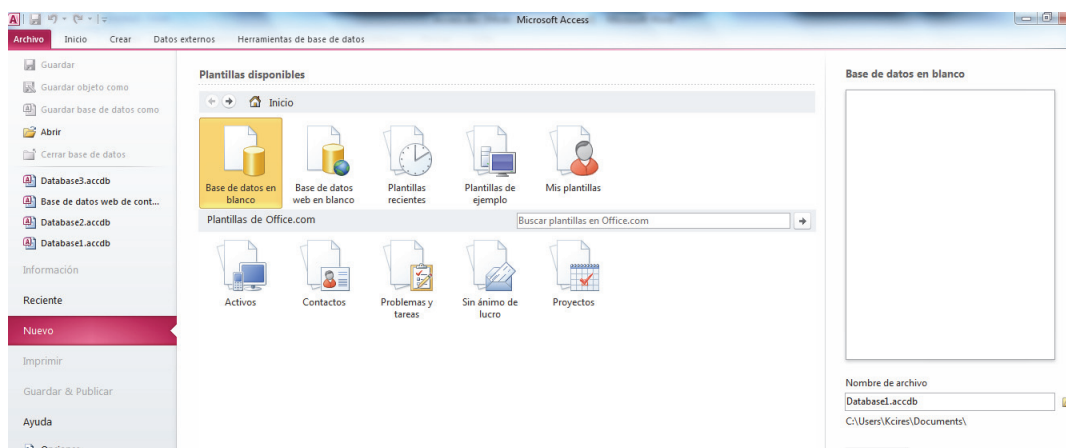 Microsoft Access
Archivo Inicio Crear Datos externos Herramientas de base de datos
Guardar
Guardar objeto como
Guardar base de datos como
Abrir
Cerrar base de datos
Database3.accdb
Base de datos web de cont...
Database2.accdb
Database1.accdb
Información
Reciente
Nuevo
Imprimir
Guardar & Publicar
Ayuda
Plantillas disponibles
Inicio
Base de datos en
blanco
Base de datos
web en blanco
Plantillas
recientes
Plantillas de
ejemplo
Mis plantillas
Plantillas de Office.com
Buscar plantillas en Office.com
Activos
Contactos
Problemas y
tareas
Sin ánimo de
lucro
Proyectos
Base de datos en blanco
Nombre de archivo
Database1.accdb
C:\Users\Kcires\Documents\